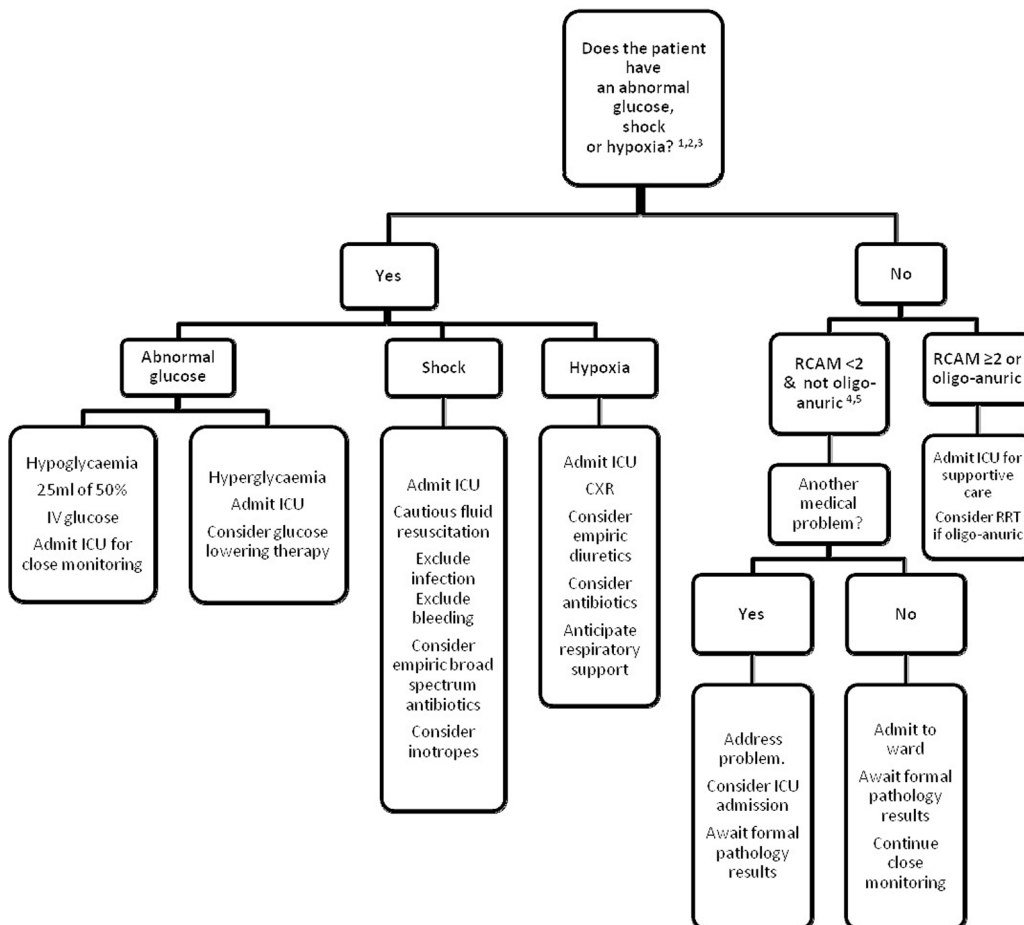 Does the patient
have
an abnormal
glucose,
shock
or hypoxia? 1,2,3
Yes
No
Abnormal
glucose
Shock
Hypoxia
RCAM <2
& not oligo-
anuric 4,5
RCAM ≥2 or
oligo-anuric
Hypoglycaemia
25ml of 50%
IV glucose
Admit ICU for
close monitoring
Hyperglycaemia
Admit ICU
Consider glucose
lowering therapy
Admit ICU
Cautious fluid
resuscitation
Exclude
infection
Exclude
bleeding
Consider
empiric broad
spectrum
antibiotics
Consider
inotropes
Admit ICU
CXR
Consider
empiric
diuretics
Consider
antibiotics
Anticipate
respiratory
support
Another
medical
problem?
Admit ICU for
supportive
care
Consider RRT
if oligo-anuric
Yes
No
Address
problem.
Consider ICU
admission
Await formal
pathology
results
Admit to
ward
Await formal
pathology
results
Continue
close
monitoring